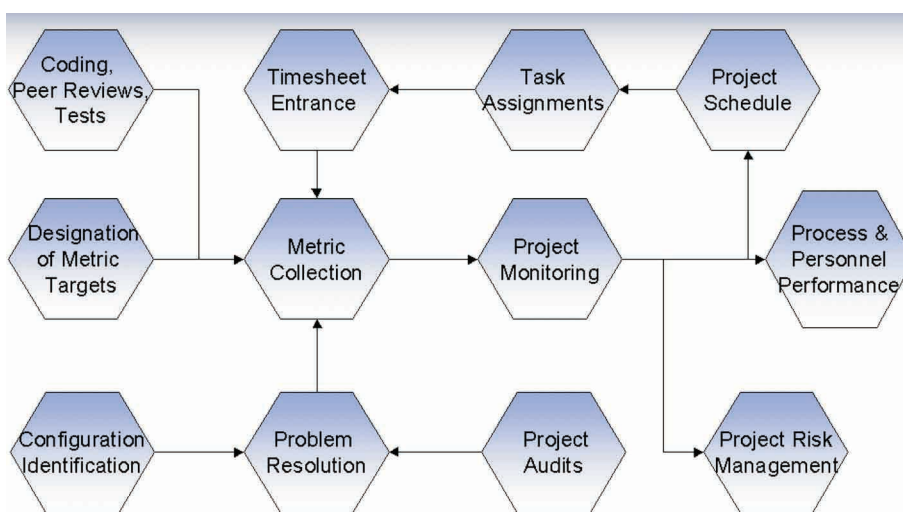 Coding,
Peer Reviews,
Tests
Timesheet
Entrance
Task
Assignments
Project
Schedule
Designation
of Metric
Targets
Metric
Collection
Project
Monitoring
Process &
Personnel
Performance
Configuration
Identification
Problem
Resolution
Project
Audits
Project Risk
Management